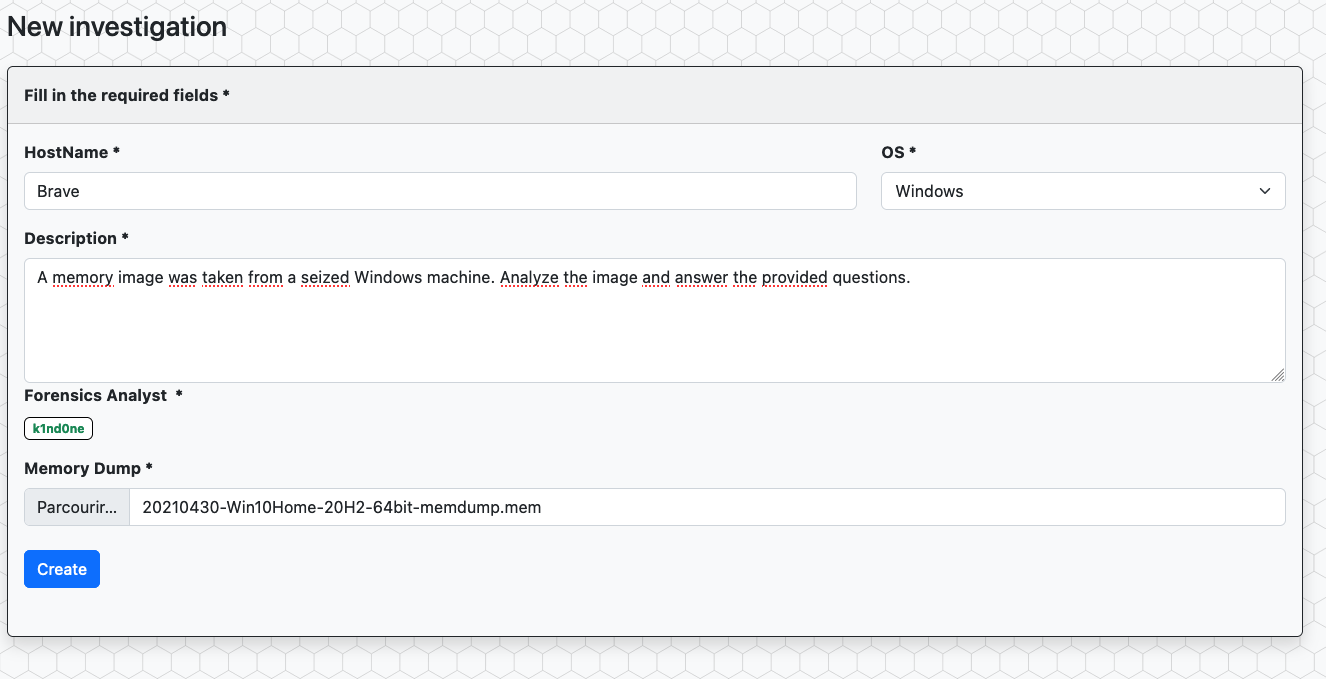 New investigation
Fill in the required fields *
HostName * OS *
Brave Windows
Description *
A memory image was taken from a seized Windows machine. Analyze the image and answer the provided questions.
Forensics Analyst *
k1nd0ne
Memory Dump *
Parcourir... 20210430-Win10Home-20H2-64bit-memdump.mem
Create